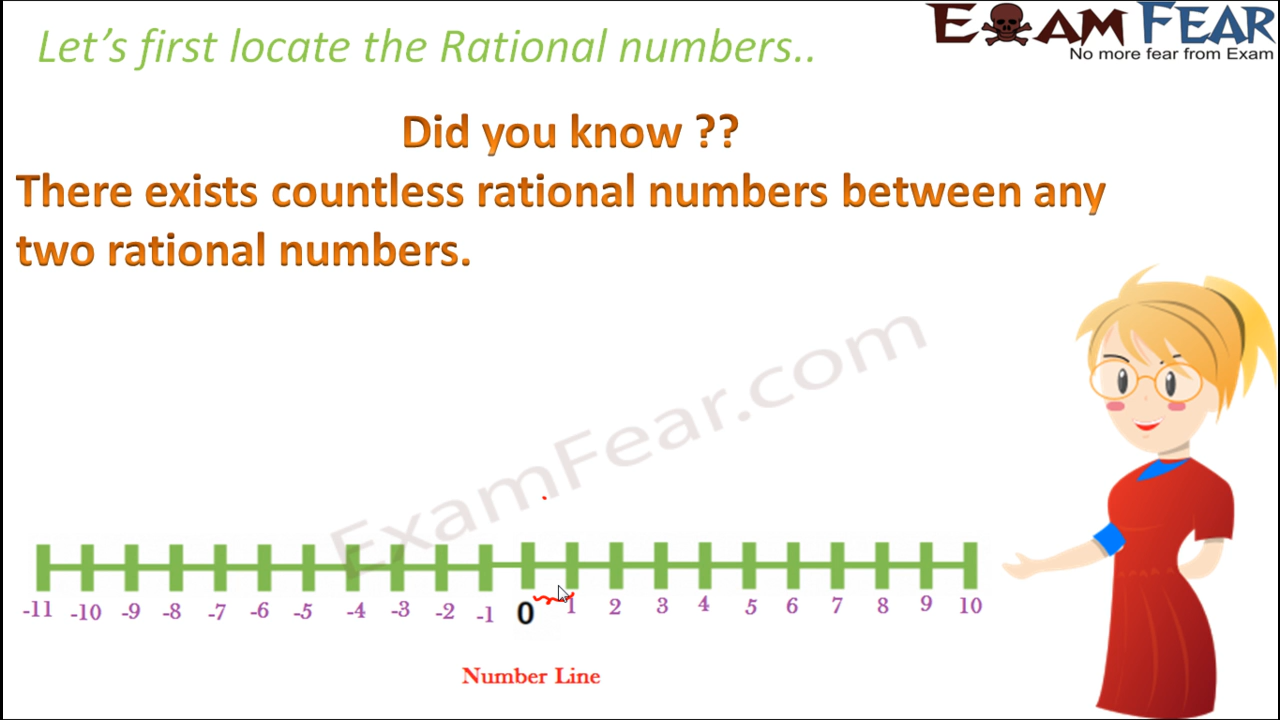 Let's first locate the Rational numbers..
EXAM FEAR
No more fear from Exam
Did you know ??
There exists countless rational numbers between any
two rational numbers.
ExamFear.com
-11 -10 -9 -8 -7 -6 -5 -4 -3 -2 -1 0 1 2 3 4 5 6 7 8 9 10
Number Line